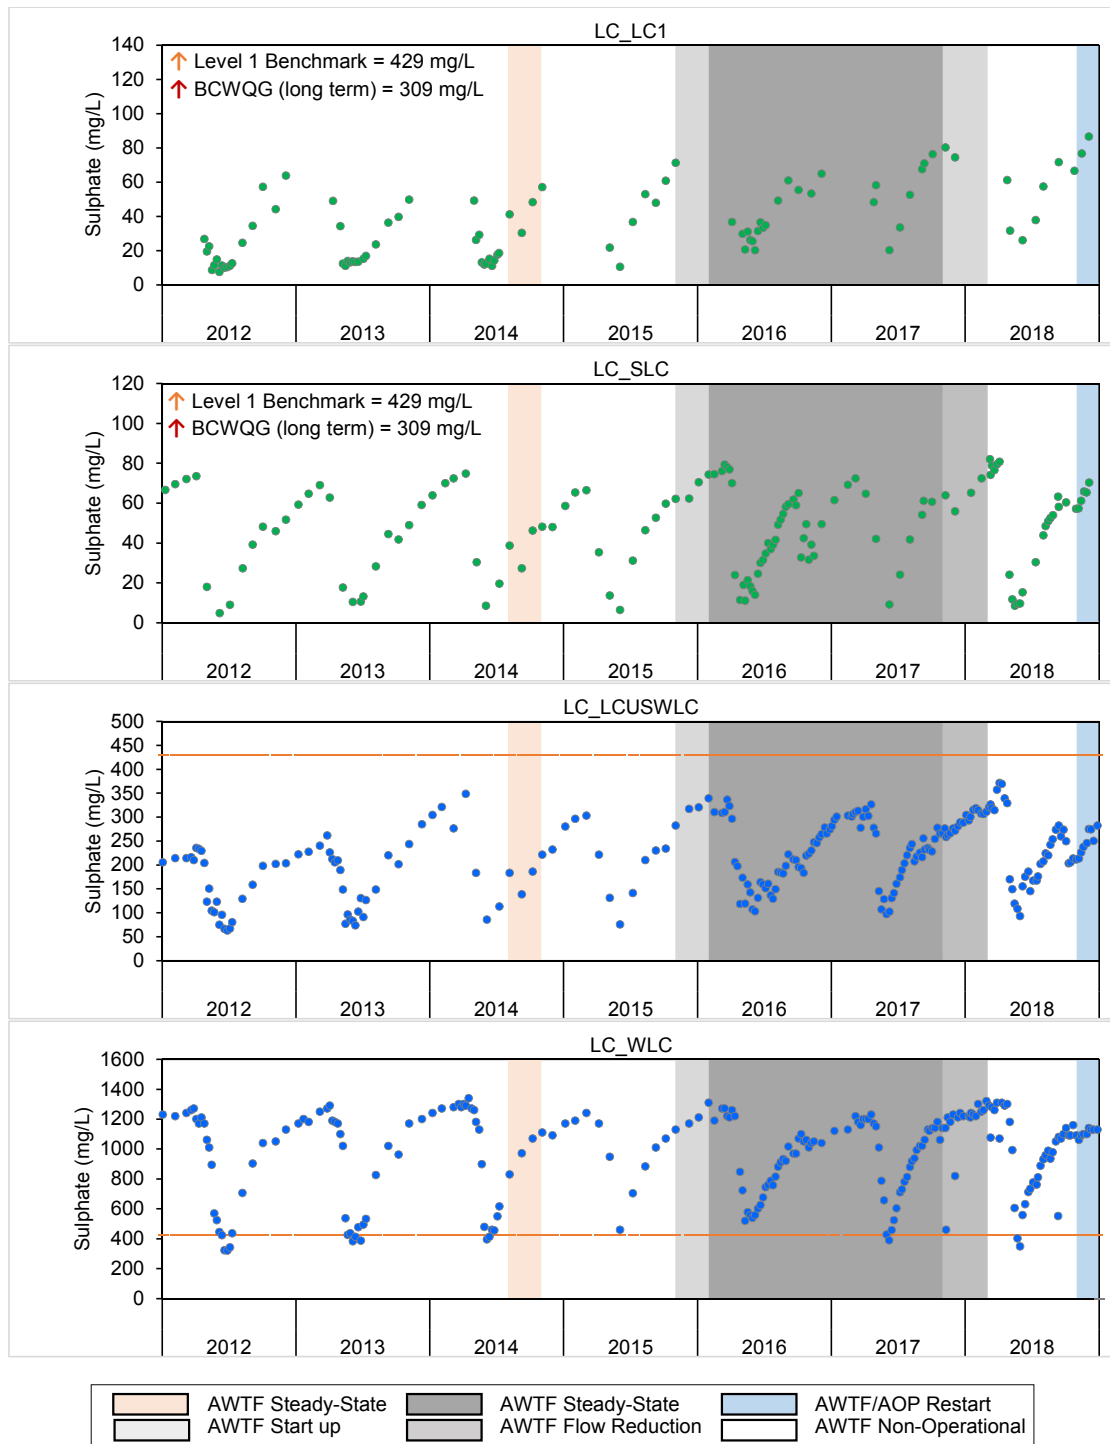 LC_LC1
Sulphate (mg/L)
140
120
100
80
60
40
20
0
↑ Level 1 Benchmark = 429 mg/L
↑ BCWQG (long term) = 309 mg/L
2012 2013 2014 2015 2016 2017 2018
LC_SLC
Sulphate (mg/L)
120
100
80
60
40
20
0
↑ Level 1 Benchmark = 429 mg/L
↑ BCWQG (long term) = 309 mg/L
2012 2013 2014 2015 2016 2017 2018
LC_LCUSWLC
Sulphate (mg/L)
500
450
400
350
300
250
200
150
100
50
0
2012 2013 2014 2015 2016 2017 2018
LC_WLC
Sulphate (mg/L)
1600
1400
1200
1000
800
600
400
200
0
2012 2013 2014 2015 2016 2017 2018
AWTF Steady-State AWTF Steady-State AWTF/AOP Restart
AWTF Start up AWTF Flow Reduction AWTF Non-Operational